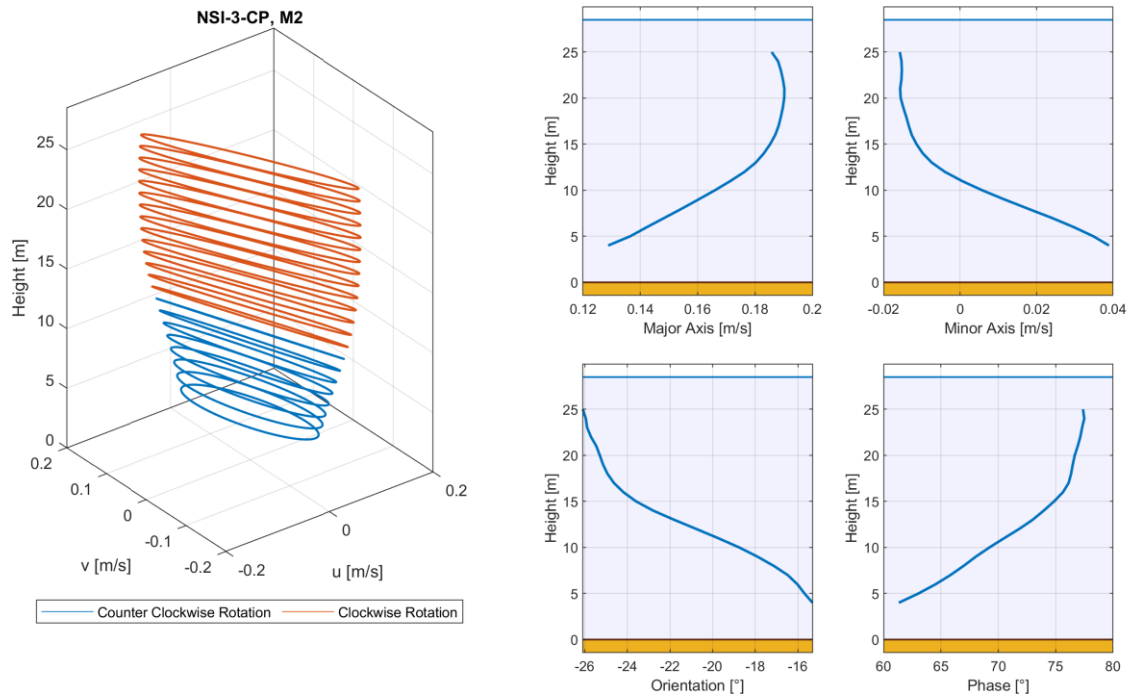 NSI-3-CP, M2
Height [m]
25
20
15
10
5
0
0.2
0.1
0
-0.1
-0.2
v [m/s]
-0.2
0
0.2
u [m/s]
Counter Clockwise Rotation
Clockwise Rotation
Height [m]
25
20
15
10
5
0
0.12 0.14 0.16 0.18 0.2
Major Axis [m/s]
Height [m]
25
20
15
10
5
0
-0.02 0 0.02 0.04
Minor Axis [m/s]
Height [m]
25
20
15
10
5
0
-26 -24 -22 -20 -18 -16
Orientation [°]
Height [m]
25
20
15
10
5
0
60 65 70 75 80
Phase [°]